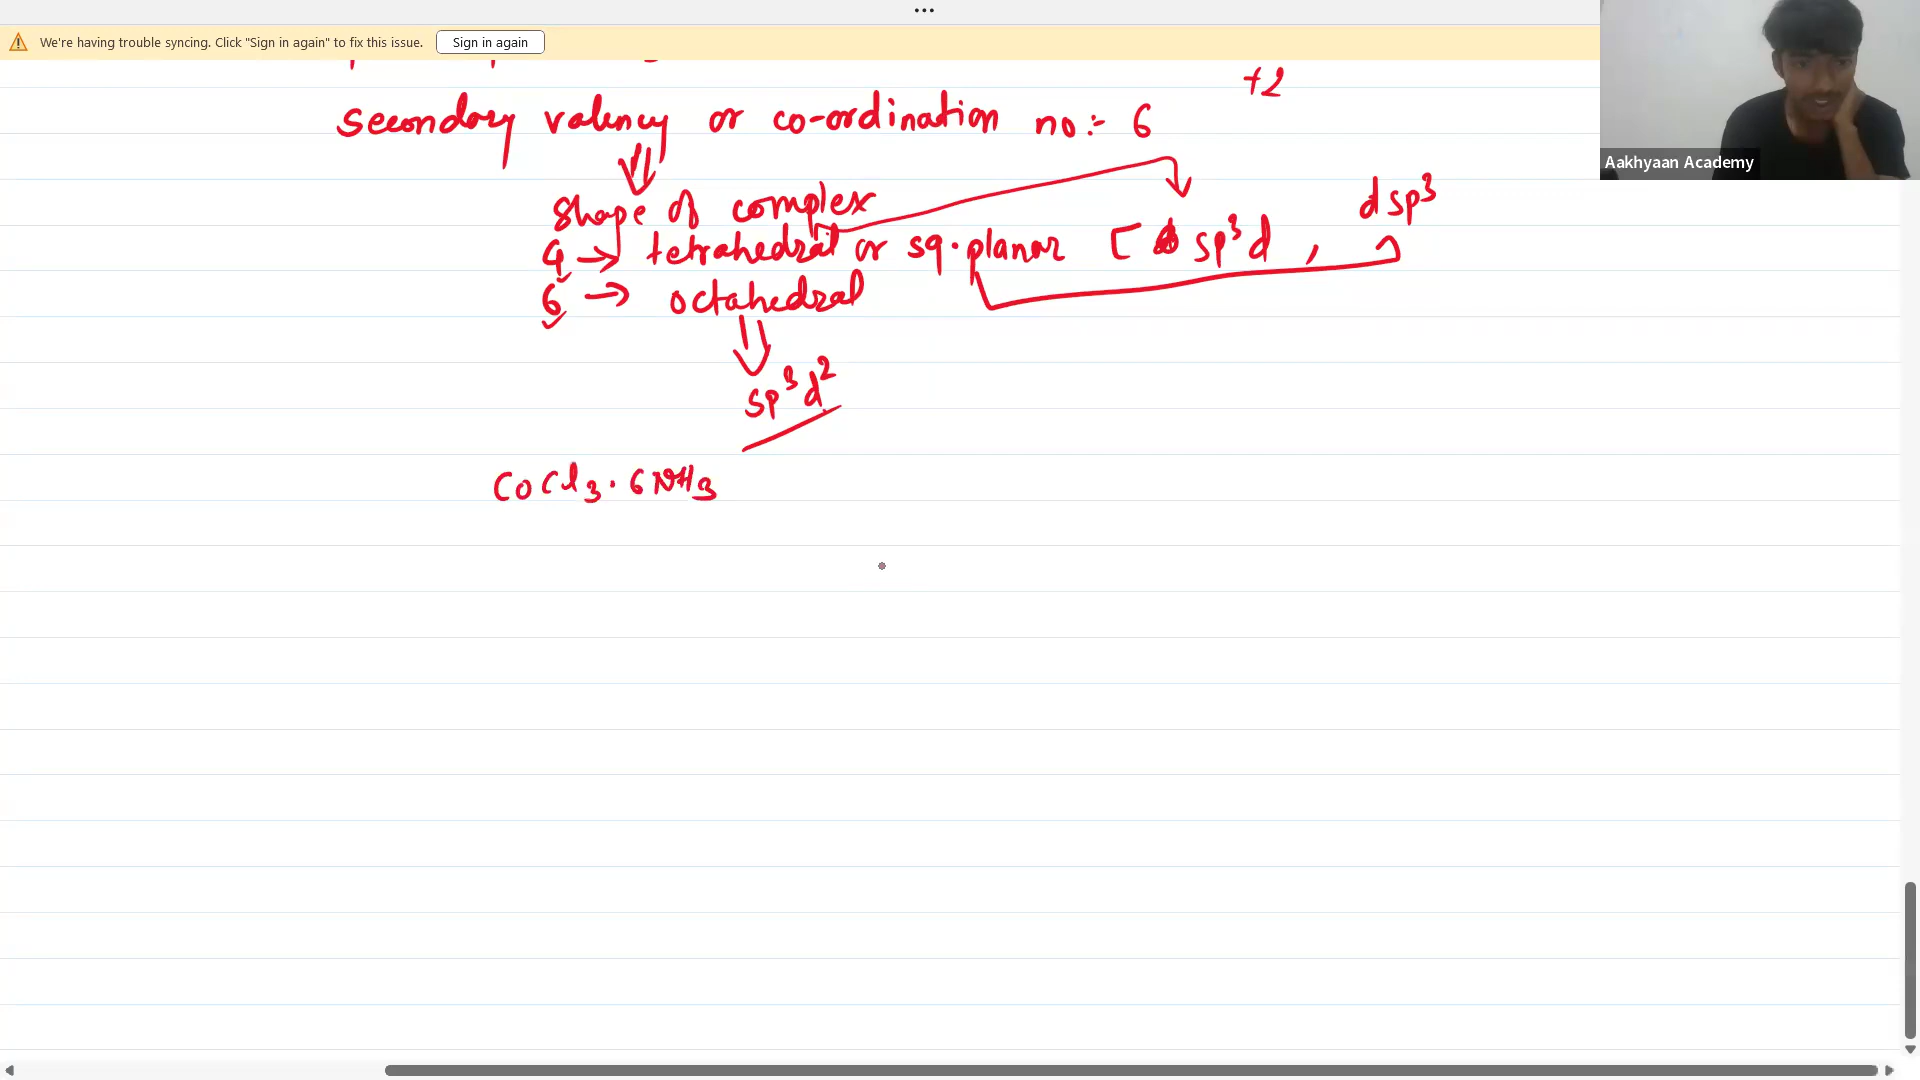 •••
We're having trouble syncing. Click "Sign in again" to fix this issue. Sign in again
+2
secondary valency or co-ordination no :- 6
Aakhyaan Academy
shape of complex
dsp³
4 → tetrahedral or sq. planar [ sp³d ,
6 → octahedral
sp³d²
CoCl₃ . 6NH₃